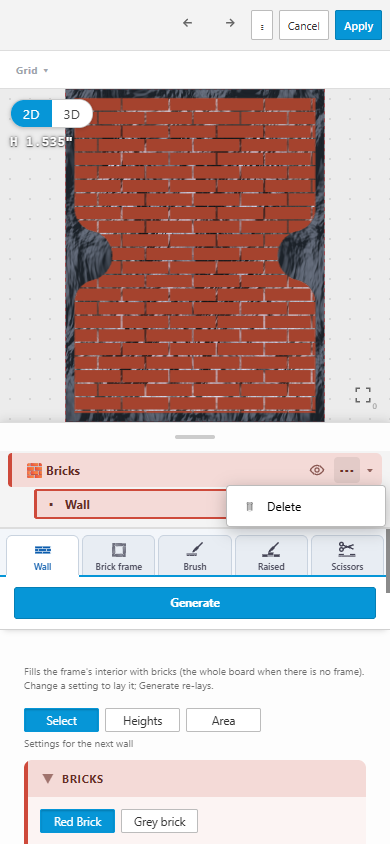 Cancel
Apply
Grid
2D
3D
H 1.535"
0
Bricks
Wall
Delete
Wall
Brick frame
Brush
Raised
Scissors
Generate
Fills the frame's interior with bricks (the whole board when there is no frame).
Change a setting to lay it; Generate re-lays.
Select
Heights
Area
Settings for the next wall
BRICKS
Red Brick
Grey brick